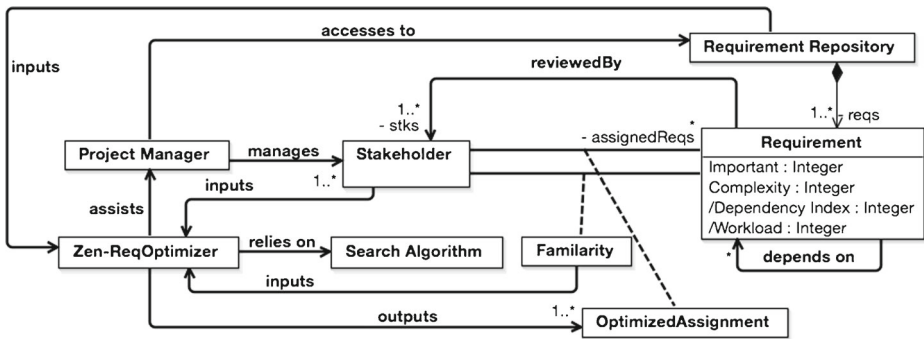 accesses to
Requirement Repository
inputs
reviewedBy
1..*
- stks
1..* reqs
*
- assignedReqs
Project Manager
manages
1..*
Stakeholder
Requirement
Important : Integer
Complexity : Integer
/Dependency Index : Integer
/Workload : Integer
inputs
assists
Zen-ReqOptimizer
relies on
Search Algorithm
Familarity
*
depends on
inputs
outputs
1..*
OptimizedAssignment